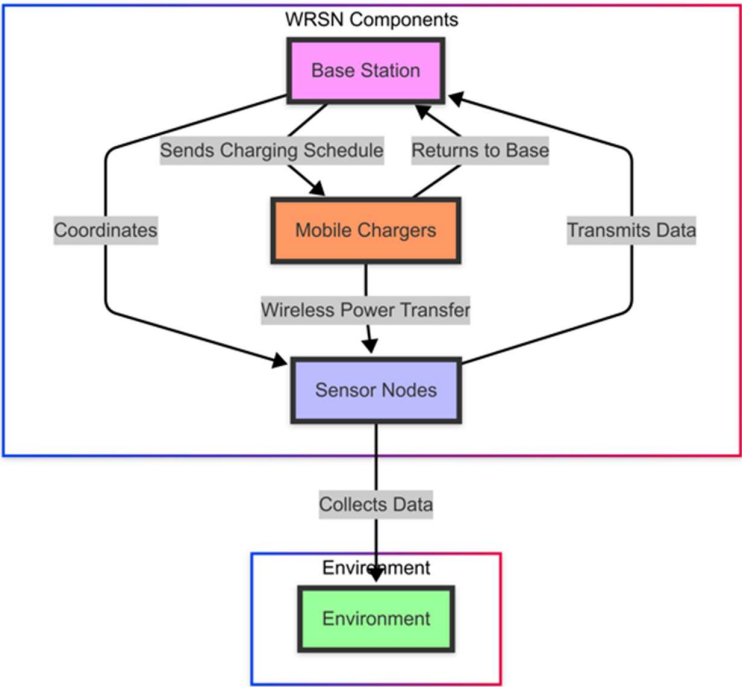 WRSN Components
Base Station
Sends Charging Schedule
Returns to Base
Coordinates
Mobile Chargers
Transmits Data
Wireless Power Transfer
Sensor Nodes
Collects Data
Environment
Environment